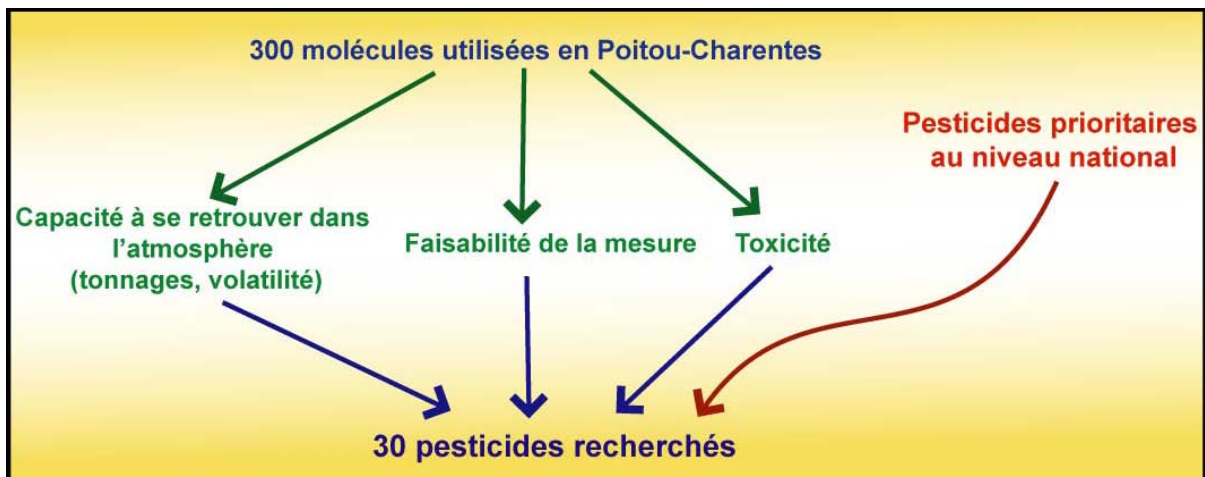 300 molécules utilisées en Poitou-Charentes
Pesticides prioritaires
au niveau national
Capacité à se retrouver dans
l'atmosphère
(tonnages, volatilité)
Faisabilité de la mesure
Toxicité
30 pesticides recherchés